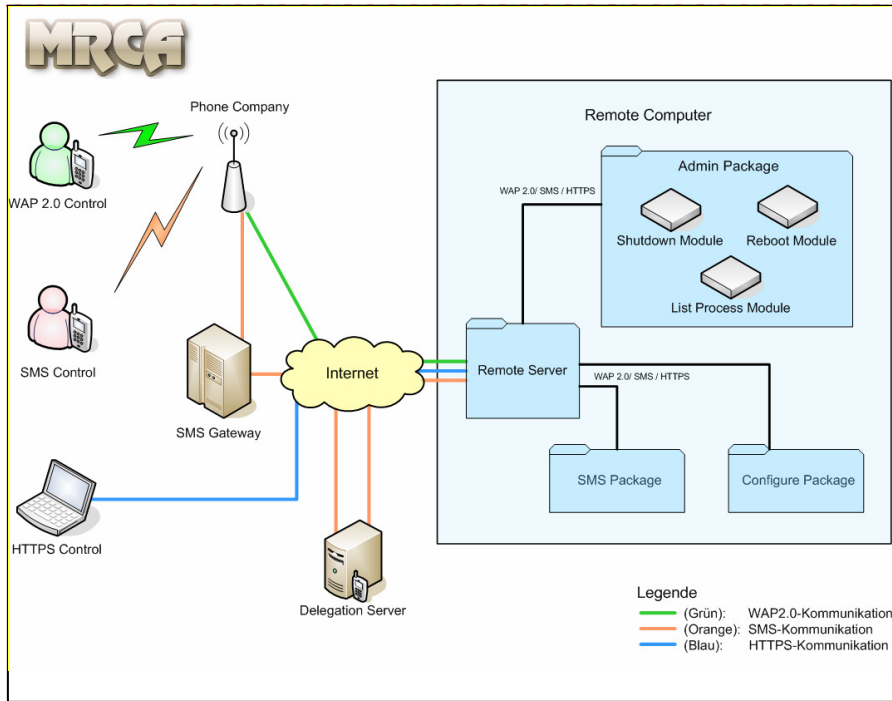 MRCA
Phone Company
WAP 2.0 Control
SMS Control
SMS Gateway
HTTPS Control
Internet
Delegation Server
Remote Computer
Admin Package
WAP 2.0/ SMS / HTTPS
Shutdown Module
Reboot Module
List Process Module
Remote Server
WAP 2.0/ SMS / HTTPS
SMS Package
Configure Package
Legende
(Grün): WAP2.0-Kommunikation
(Orange): SMS-Kommunikation
(Blau): HTTPS-Kommunikation